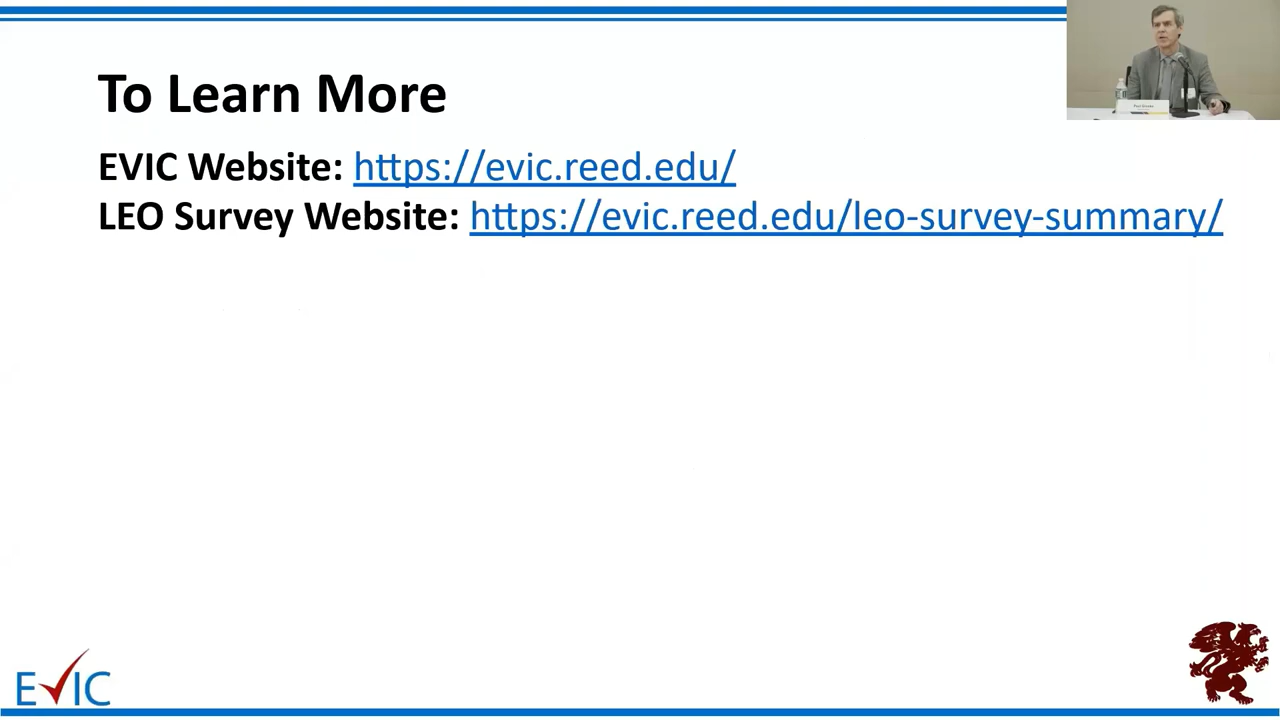 To Learn More
EVIC Website: https://evic.reed.edu/
LEO Survey Website: https://evic.reed.edu/leo-survey-summary/
EVIC